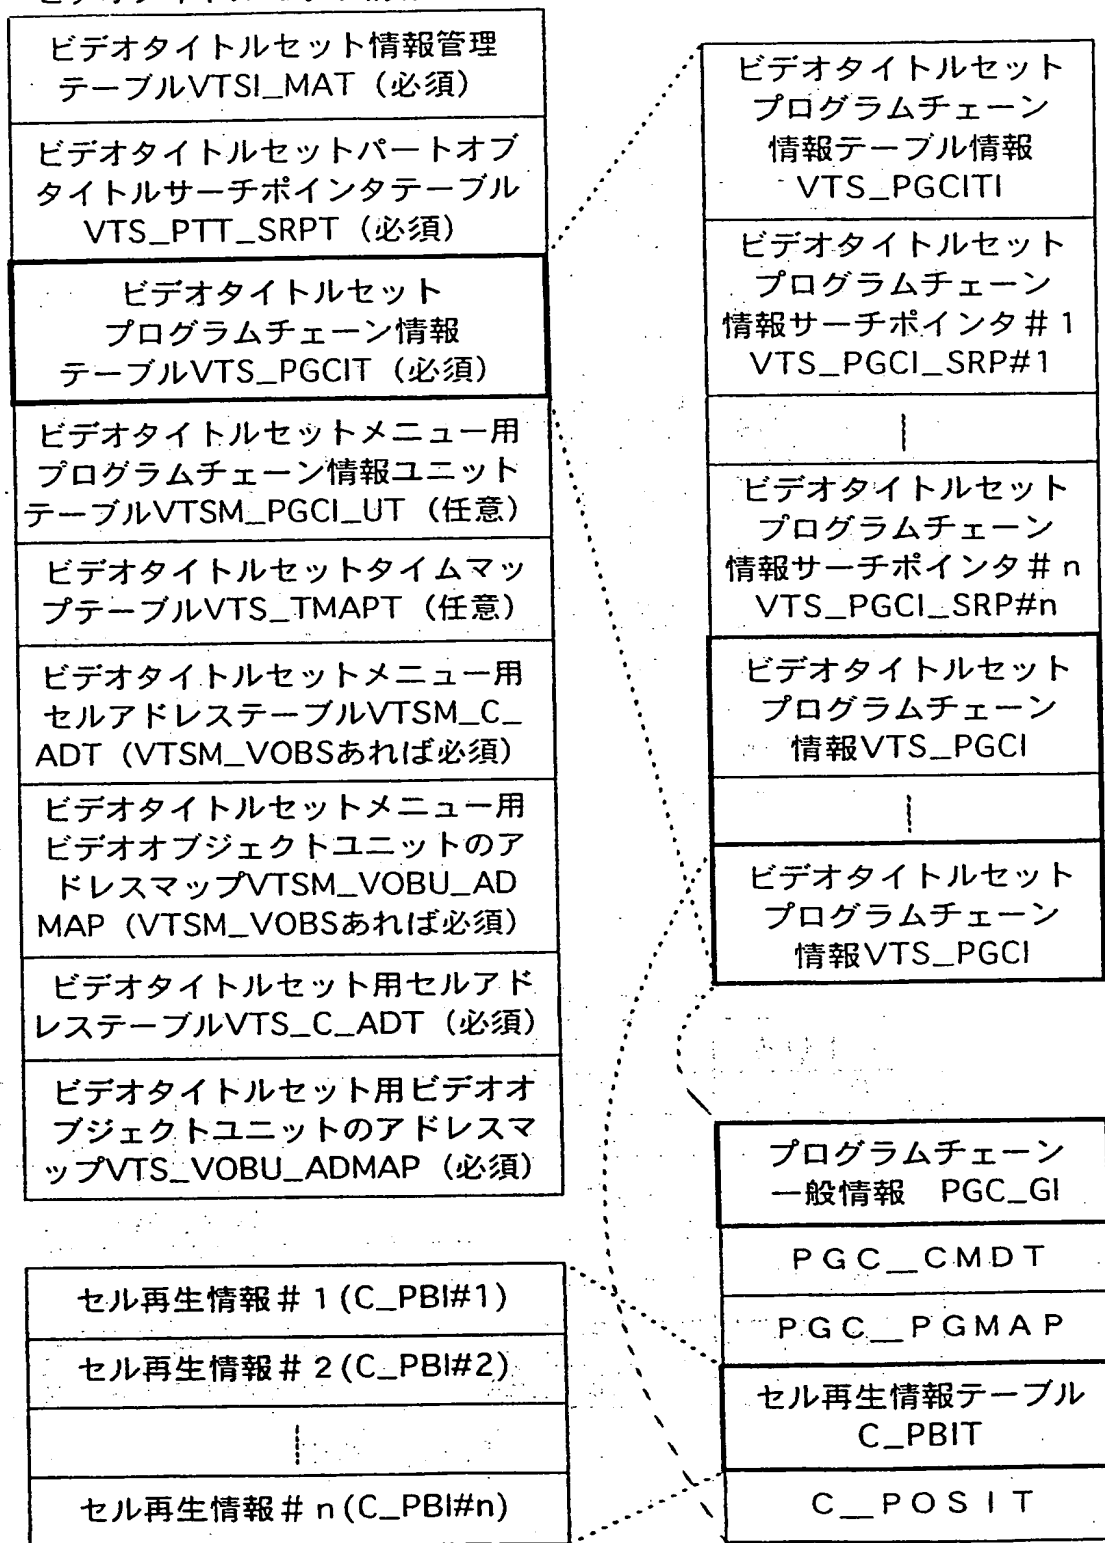 ビデオタイトルセット情報管理
テーブルVTSI_MAT（必須）
ビデオタイトルセットパートオブ
タイトルサーチポインタテーブル
VTS_PTT_SRPT（必須）
ビデオタイトルセット
プログラムチェーン情報
テーブルVTS_PGCIT（必須）
ビデオタイトルセットメニュー用
プログラムチェーン情報ユニット
テーブルVTSM_PGCI_UT（任意）
ビデオタイトルセットタイムマッ
プテーブルVTS_TMAPT（任意）
ビデオタイトルセットメニュー用
セルアドレステーブルVTSM_C_
ADT（VTSM_VOBSあれば必須）
ビデオタイトルセットメニュー用
ビデオオブジェクトユニットのア
ドレスマップVTSM_VOBU_AD
MAP（VTSM_VOBSあれば必須）
ビデオタイトルセット用セルアド
レステーブルVTS_C_ADT（必須）
ビデオタイトルセット用ビデオオ
ブジェクトユニットのアドレスマ
ップVTS_VOBU_ADMAP（必須）
ビデオタイトルセット
プログラムチェーン
情報テーブル情報
VTS_PGCITI
ビデオタイトルセット
プログラムチェーン
情報サーチポインタ＃1
VTS_PGCI_SRP#1
ビデオタイトルセット
プログラムチェーン
情報サーチポインタ＃n
VTS_PGCI_SRP#n
ビデオタイトルセット
プログラムチェーン
情報VTS_PGCI
ビデオタイトルセット
プログラムチェーン
情報VTS_PGCI
プログラムチェーン
一般情報　PGC_GI
ＰＧＣ＿ＣＭＤＴ
ＰＧＣ＿ＰＧＭＡＰ
セル再生情報テーブル
C_PBIT
Ｃ＿ＰＯＳＩＴ
セル再生情報＃1(C_PBI#1)
セル再生情報＃2(C_PBI#2)
セル再生情報＃n(C_PBI#n)